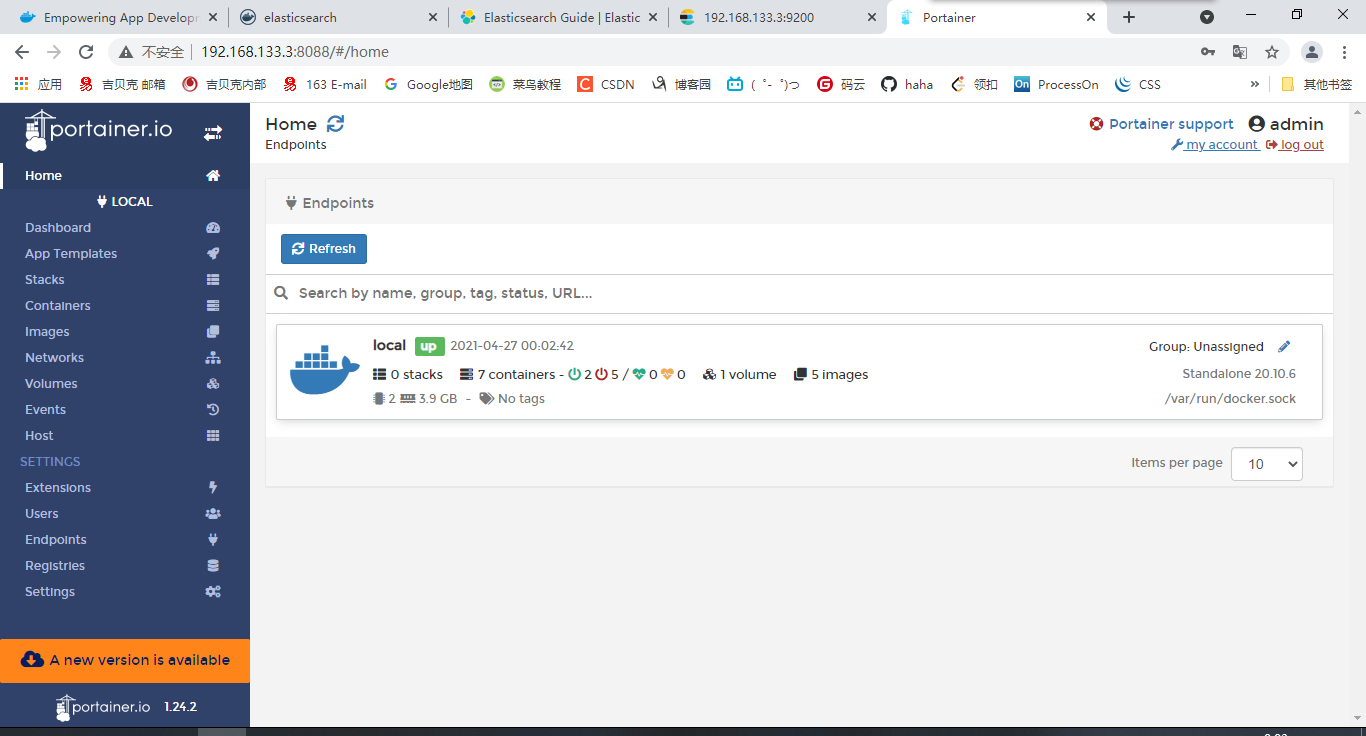 Empowering App Develop
elasticsearch
Elasticsearch Guide | Elastic
192.168.133.3:9200
Portainer
不安全 192.168.133.3:8088/#/home
应用 吉贝克 邮箱 吉贝克内部 163 E-mail Google地图 菜鸟教程 CSDN 博客园 ( ゜- ゜)つ 码云 haha 领扣 ProcessOn CSS » 其他书签
portainer.io
Home
LOCAL
Dashboard
App Templates
Stacks
Containers
Images
Networks
Volumes
Events
Host
SETTINGS
Extensions
Users
Endpoints
Registries
Settings
A new version is available
portainer.io 1.24.2
Home
Endpoints
Portainer support admin
my account log out
Endpoints
Refresh
Search by name, group, tag, status, URL...
local up 2021-04-27 00:02:42 Group: Unassigned
0 stacks 7 containers - 2 5 / 0 0 1 volume 5 images Standalone 20.10.6
2 3.9 GB - No tags /var/run/docker.sock
Items per page 10